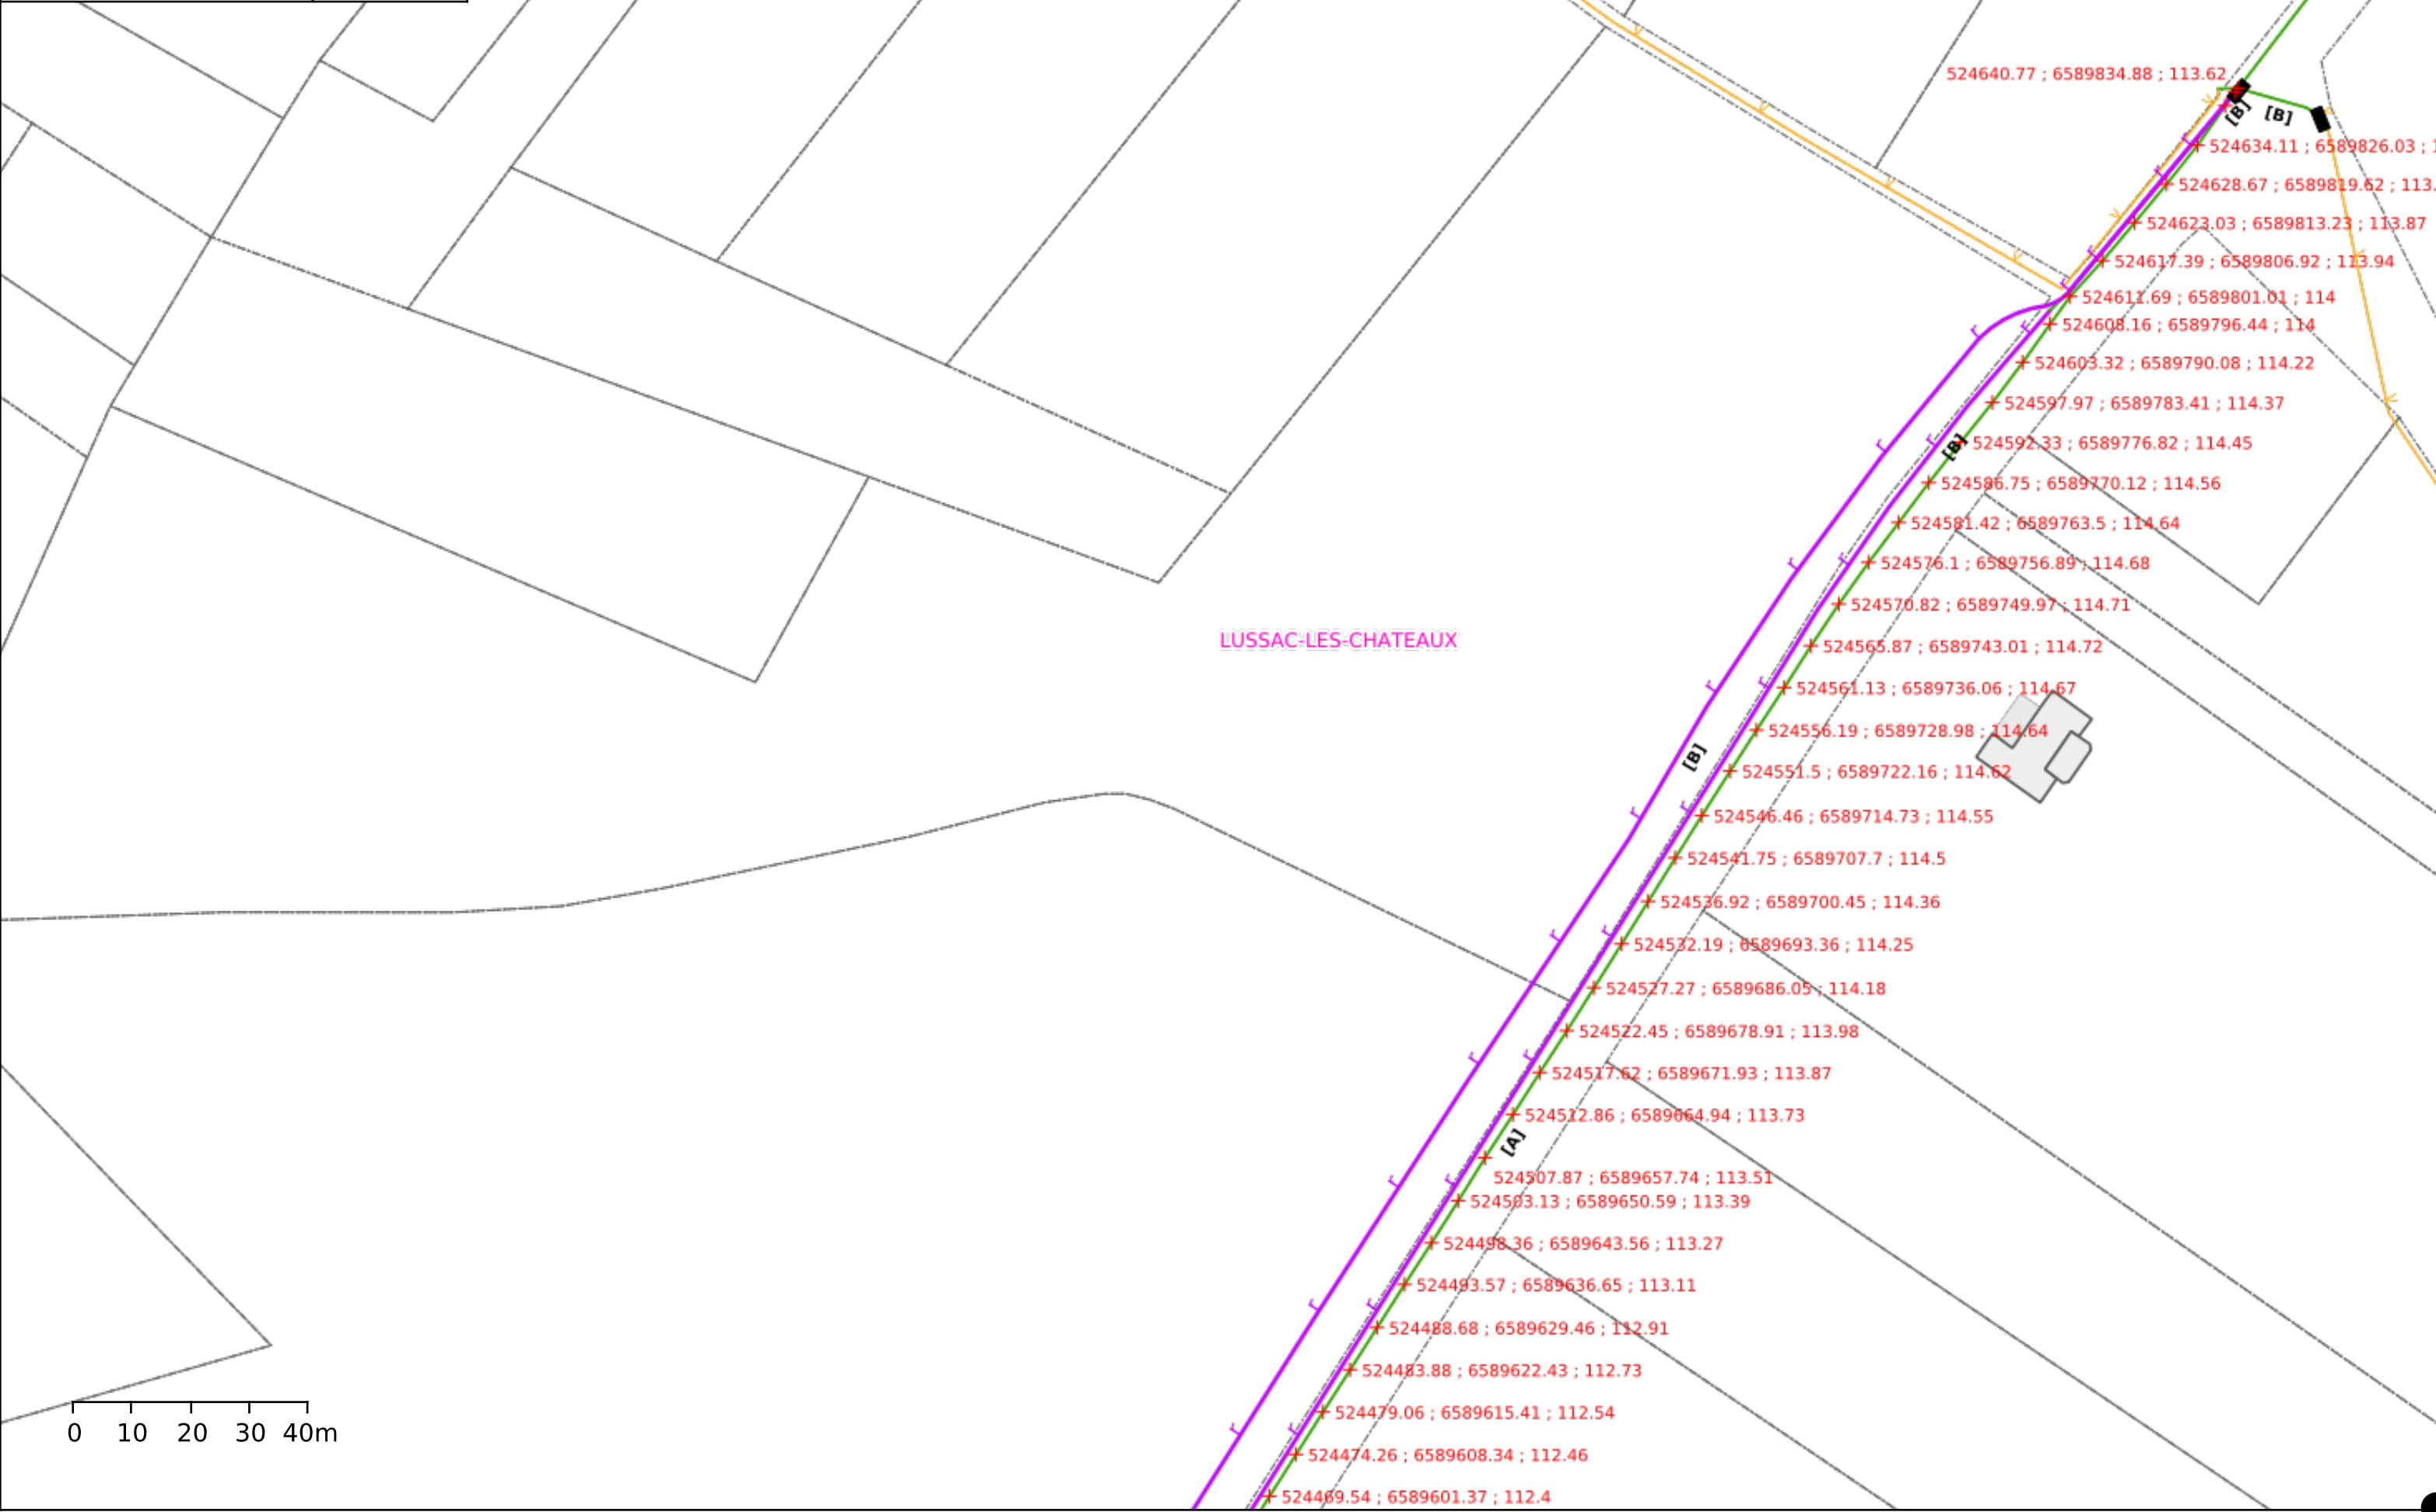 524640.77 ; 6589834.88 ; 113.62
[B]
[B]
524634.11 ; 6589826.03 ;
524628.67 ; 6589819.62 ; 113.
524623.03 ; 6589813.23 ; 113.87
524617.39 ; 6589806.92 ; 113.94
524611.69 ; 6589801.01 ; 114
524608.16 ; 6589796.44 ; 114
524603.32 ; 6589790.08 ; 114.22
524597.97 ; 6589783.41 ; 114.37
[B]
524592.33 ; 6589776.82 ; 114.45
524586.75 ; 6589770.12 ; 114.56
524581.42 ; 6589763.5 ; 114.64
524576.1 ; 6589756.89 ; 114.68
524570.82 ; 6589749.97 ; 114.71
LUSSAC-LES-CHATEAUX
524565.87 ; 6589743.01 ; 114.72
524561.13 ; 6589736.06 ; 114.67
524556.19 ; 6589728.98 ; 114.64
[B]
524551.5 ; 6589722.16 ; 114.62
524546.46 ; 6589714.73 ; 114.55
524541.75 ; 6589707.7 ; 114.5
524536.92 ; 6589700.45 ; 114.36
524532.19 ; 6589693.36 ; 114.25
524527.27 ; 6589686.05 ; 114.18
524522.45 ; 6589678.91 ; 113.98
524517.62 ; 6589671.93 ; 113.87
524512.86 ; 6589664.94 ; 113.73
[A]
524507.87 ; 6589657.74 ; 113.51
524503.13 ; 6589650.59 ; 113.39
524498.36 ; 6589643.56 ; 113.27
524493.57 ; 6589636.65 ; 113.11
524488.68 ; 6589629.46 ; 112.91
524483.88 ; 6589622.43 ; 112.73
524479.06 ; 6589615.41 ; 112.54
0 10 20 30 40m
524474.26 ; 6589608.34 ; 112.46
524469.54 ; 6589601.37 ; 112.4